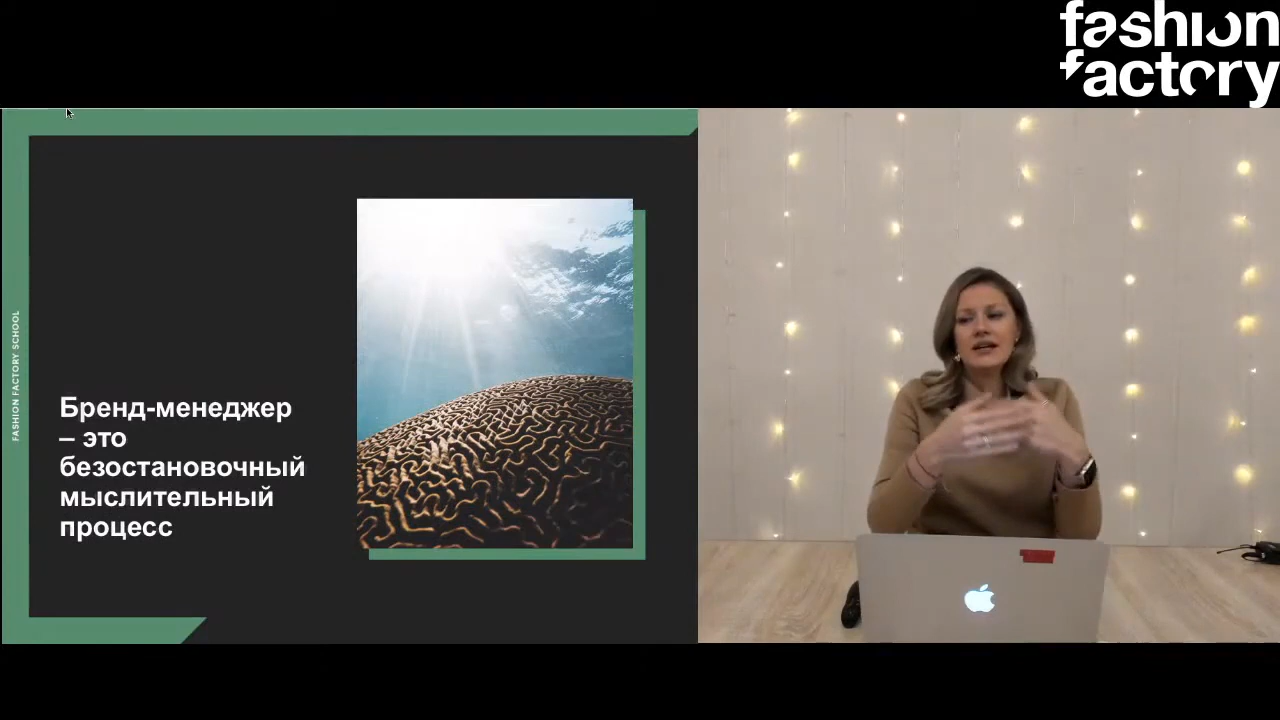 fashion
factory
FASHION FACTORY SCHOOL
Бренд-менеджер
– это
безостановочный
мыслительный
процесс